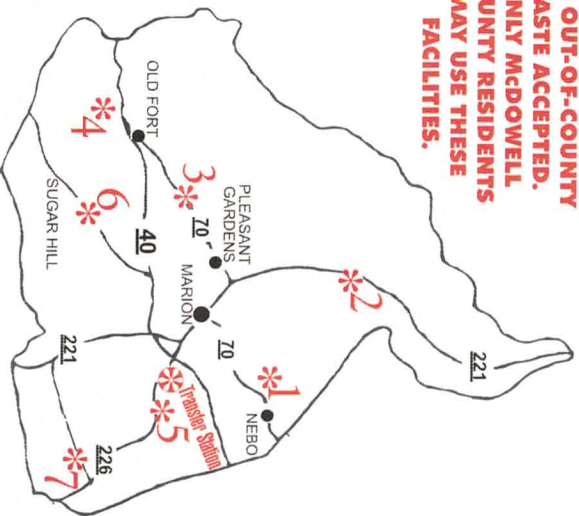 OUT-OF-COUNTY
ASTE ACCEPTED.
NLY McDOWELL
UNTY RESIDENTS
MAY USE THESE
FACILITIES.
221
2
PLEASANT
GARDENS
3
70
OLD FORT
4
6
40
MARION
70
1
NEBO
SUGAR HILL
Transfer Station
5
221
226
7